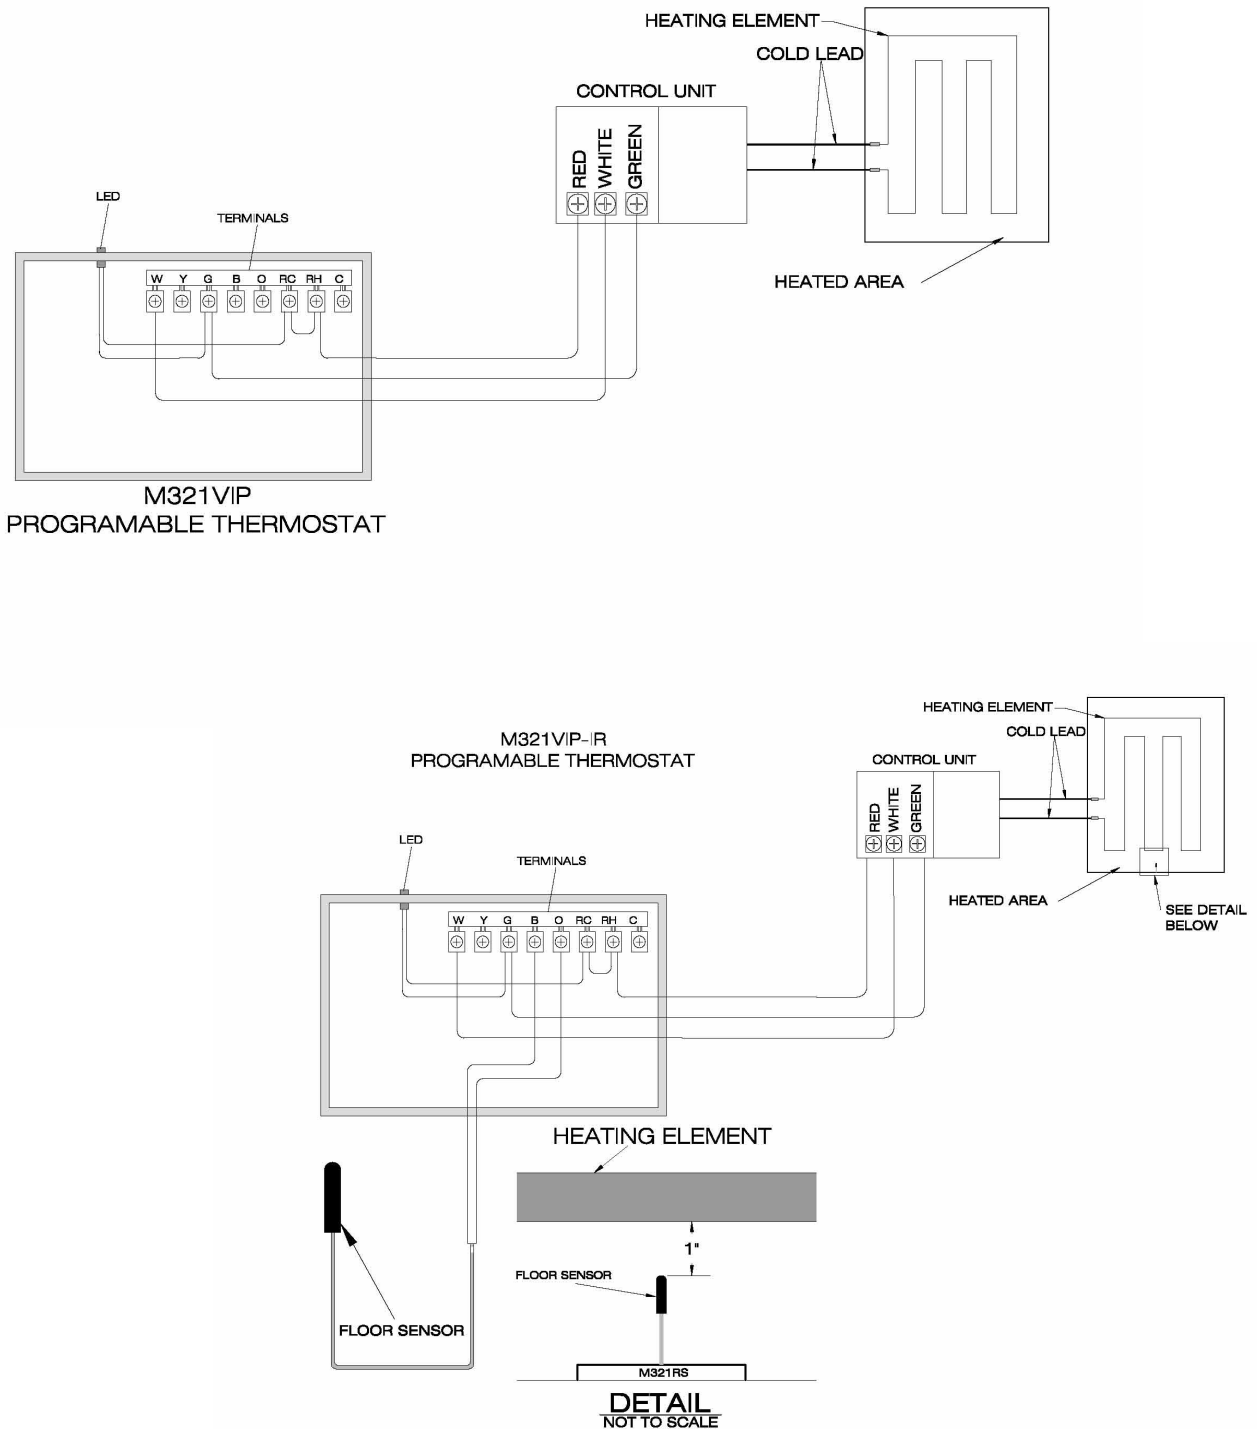 HEATING ELEMENT
COLD LEAD
CONTROL UNIT
RED
WHITE
GREEN
LED
TERMINALS
W Y G B O RC RH C
HEATED AREA
M321VIP
PROGRAMABLE THERMOSTAT
M321VIP-IR
PROGRAMABLE THERMOSTAT
HEATING ELEMENT
COLD LEAD
CONTROL UNIT
RED
WHITE
GREEN
LED
TERMINALS
W Y G B O RC RH C
HEATED AREA
SEE DETAIL
BELOW
HEATING ELEMENT
1"
FLOOR SENSOR
FLOOR SENSOR
M321RS
DETAIL
NOT TO SCALE